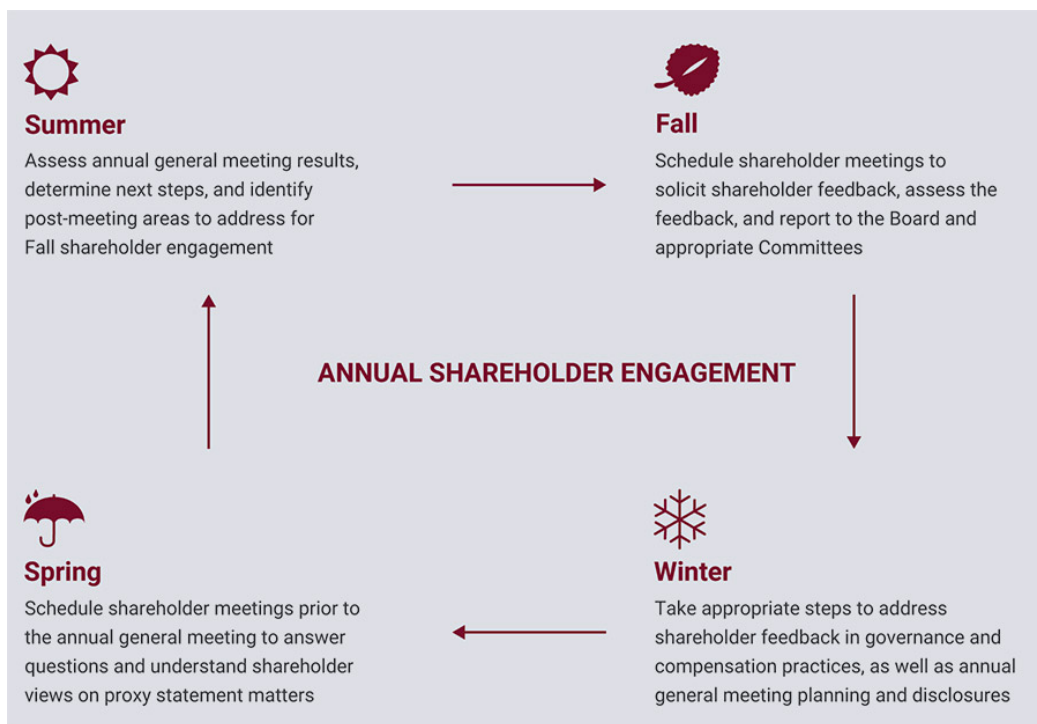 Summer
Assess annual general meeting results,
determine next steps, and identify
post-meeting areas to address for
Fall shareholder engagement
Fall
Schedule shareholder meetings to
solicit shareholder feedback, assess the
feedback, and report to the Board and
appropriate Committees
ANNUAL SHAREHOLDER ENGAGEMENT
Spring
Schedule shareholder meetings prior to
the annual general meeting to answer
questions and understand shareholder
views on proxy statement matters
Winter
Take appropriate steps to address
shareholder feedback in governance and
compensation practices, as well as annual
general meeting planning and disclosures